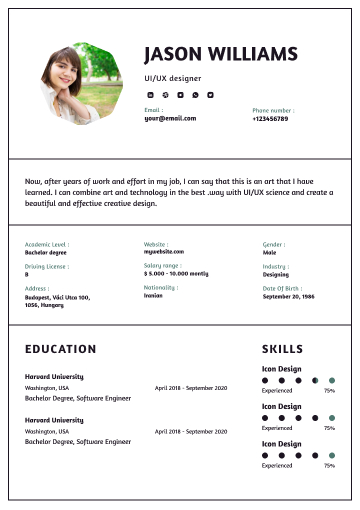 JASON WILLIAMS
UI/UX designer
Email :
your@email.com
Phone number :
+123456789
Now, after years of work and effort in my job, I can say that this is an art that I have
learned. I can combine art and technology in the best .way with UI/UX science and create a
beautiful and effective creative design.
Academic Level :
Bachelor degree
Website :
mywebsite.com
Gender :
Male
Driving License :
B
Salary range :
$ 5.000 - 10.000 mantly
Industry :
Designing
Address :
Budapest, Váci Utca 100,
1056, Hungary
Nationality :
Iranian
Date Of Birth :
September 20, 1986
EDUCATION
Harvard University
Washington, USA April 2018 - September 2020
Bachelor Degree, Software Engineer
Harvard University
Washington, USA April 2018 - September 2020
Bachelor Degree, Software Engineer
SKILLS
Icon Design
Experienced 75%
Icon Design
Experienced 75%
Icon Design
Experienced 75%